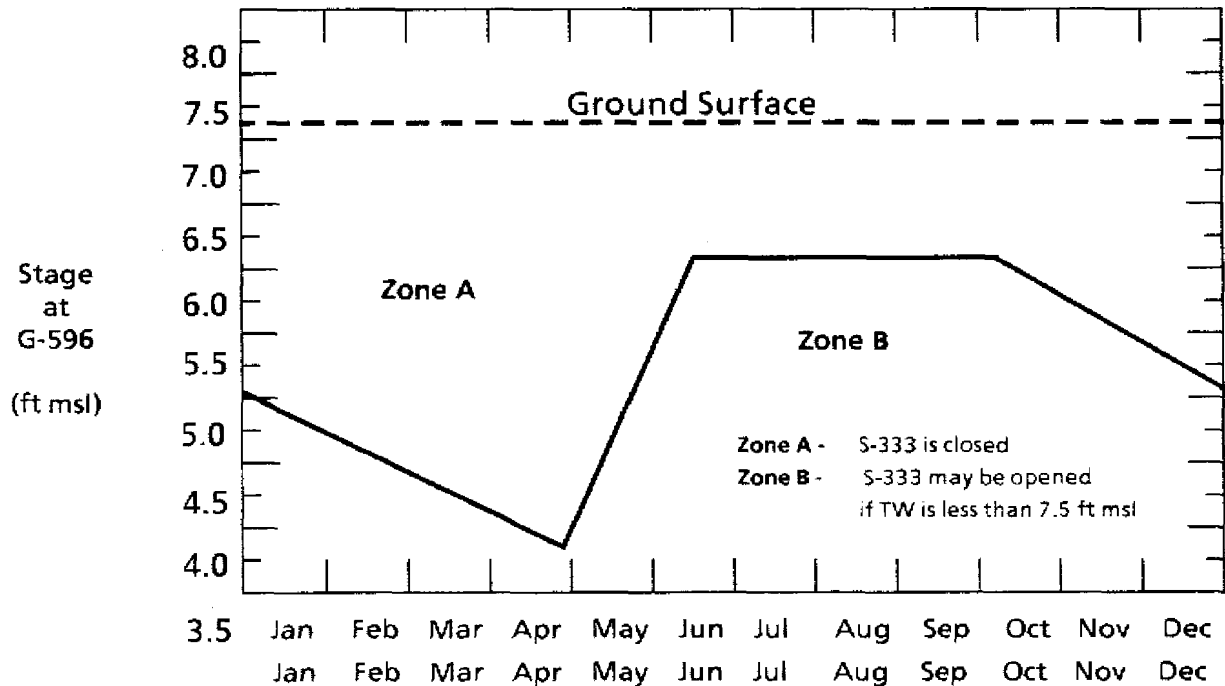 8.0
Ground Surface
7.5
7.0
6.5
Stage
at
G-596
(ft msl)
Zone A
6.0
Zone B
5.5
5.0
Zone A - S-333 is closed
Zone B - S-333 may be opened
if TW is less than 7.5 ft msl
4.5
4.0
3.5 Jan Feb Mar Apr May Jun Jul Aug Sep Oct Nov Dec
Jan Feb Mar Apr May Jun Jul Aug Sep Oct Nov Dec